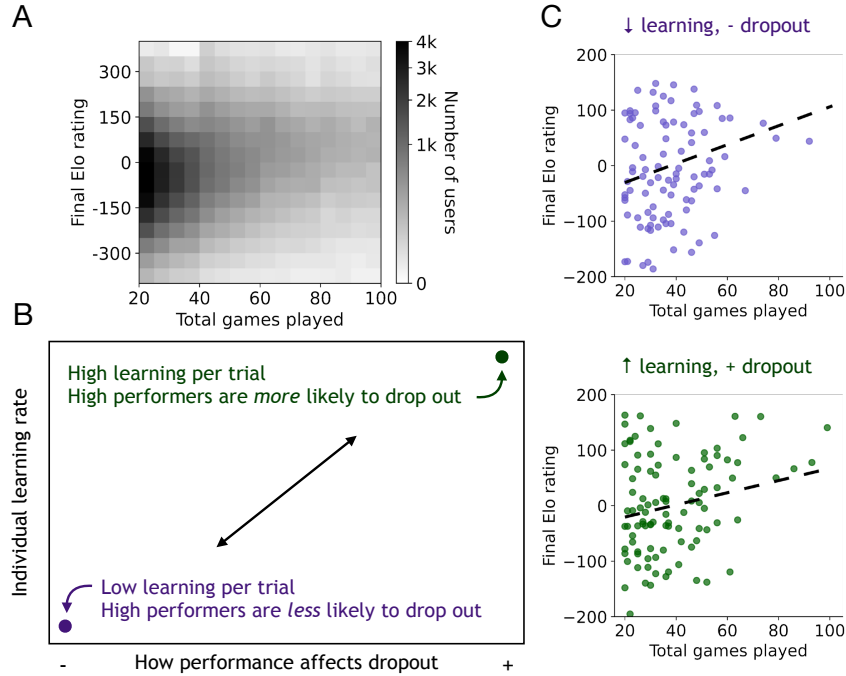 A
Final Elo rating
300
150
0
-150
-300
20
40
60
80
100
Total games played
4k
3k
2k
1k
0
Number of users
B
Individual learning rate
High learning per trial
High performers are more likely to drop out
Low learning per trial
High performers are less likely to drop out
-
How performance affects dropout
+
C
↓ learning, - dropout
Final Elo rating
200
100
0
−100
−200
20
40
60
80
100
Total games played
↑ learning, + dropout
Final Elo rating
200
100
0
−100
−200
20
40
60
80
100
Total games played